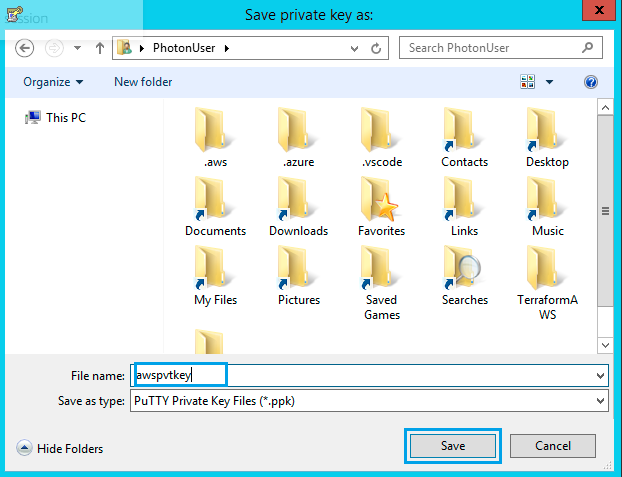 ssion
Save private key as:
PhotonUser
Search PhotonUser
Organize
New folder
This PC
.aws
.azure
.vscode
Contacts
Desktop
Documents
Downloads
Favorites
Links
Music
My Files
Pictures
Saved
Games
Searches
TerraformA
WS
File name:
awspvtkey
Save as type:
PuTTY Private Key Files (*.ppk)
Hide Folders
Save
Cancel